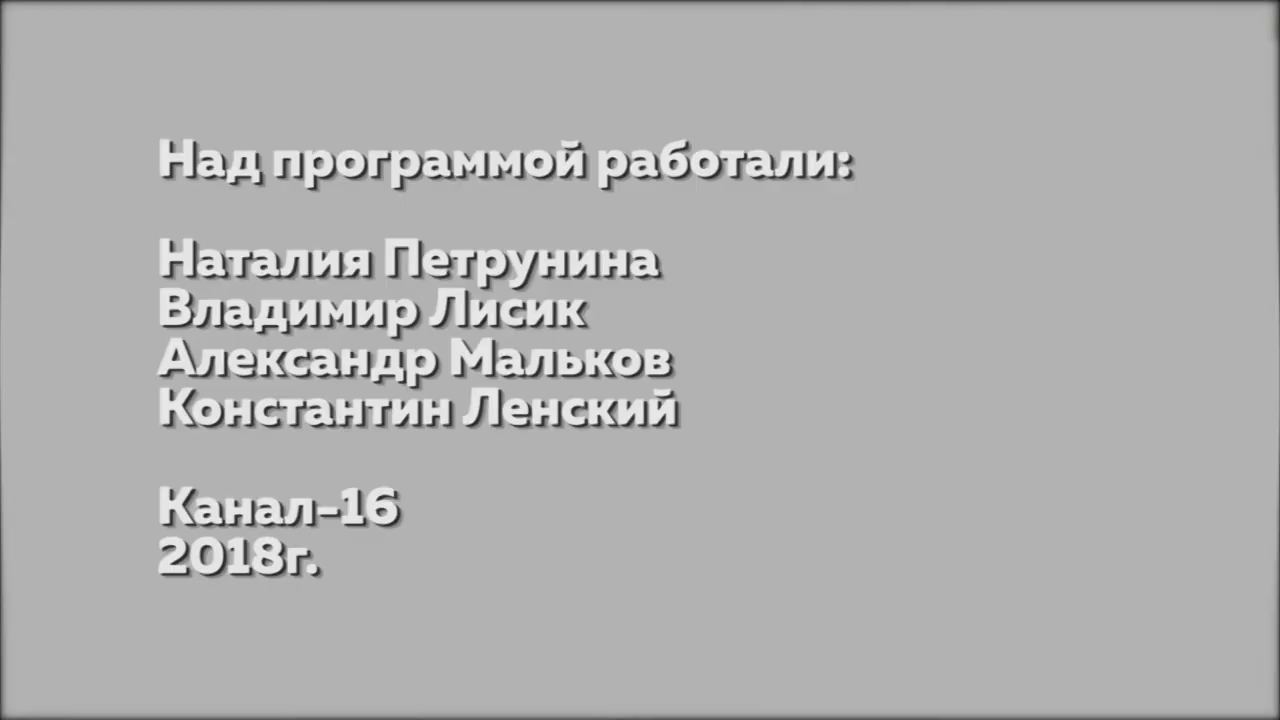 Над программой работали:
Наталия Петрунина
Владимир Лисик
Александр Мальков
Константин Ленский
Канал-16
2018г.